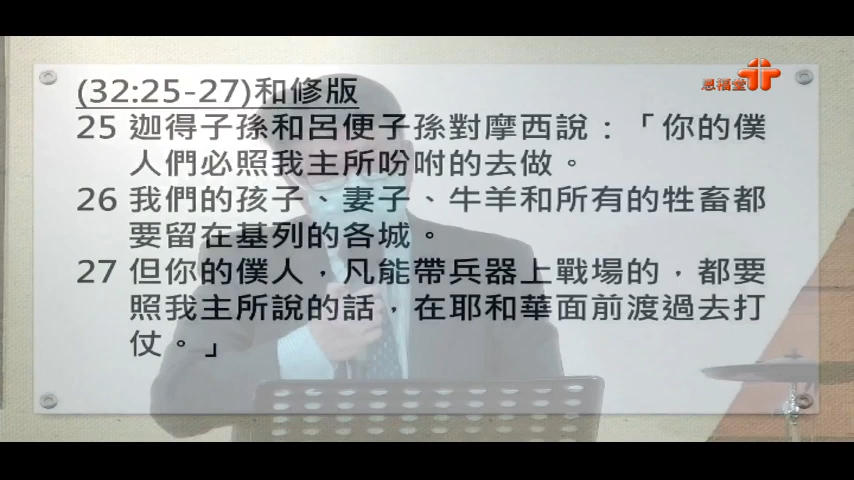 恩福堂
(32:25-27)和修版
25 迦得子孫和呂便子孫對摩西說：「你的僕
人們必照我主所吩咐的去做。
26 我們的孩子、妻子、牛羊和所有的牲畜都
要留在基列的各城。
27 但你的僕人，凡能帶兵器上戰場的，都要
照我主所說的話，在耶和華面前渡過去打
仗。」